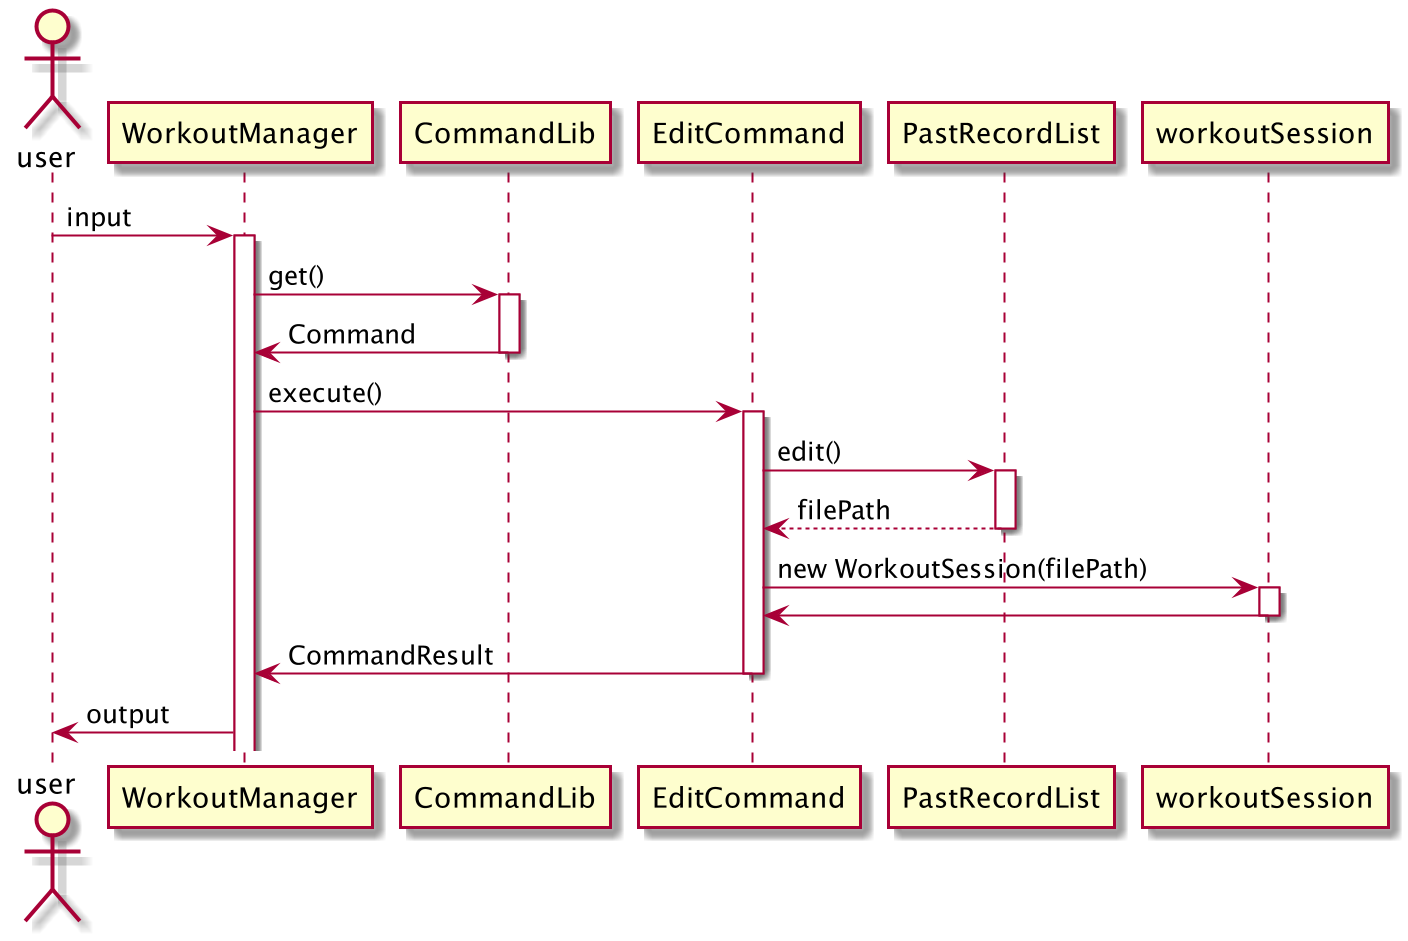 user
WorkoutManager
CommandLib
EditCommand
PastRecordList
workoutSession
input
get()
Command
execute()
edit()
filePath
new WorkoutSession(filePath)
CommandResult
output
user
WorkoutManager
CommandLib
EditCommand
PastRecordList
workoutSession